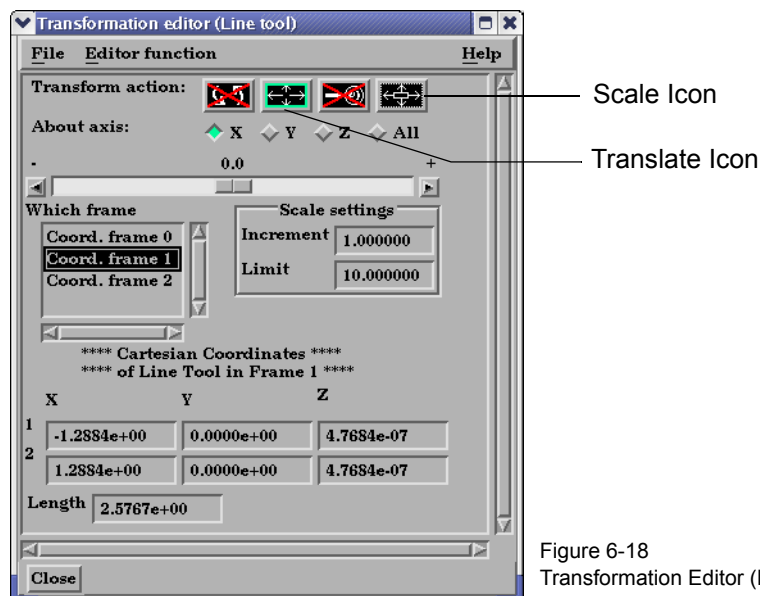 Transformation editor (Line tool)
File Editor function Help
Transform action:
Scale Icon
About axis:
X Y Z All
Translate Icon
- 0.0 +
Which frame
Scale settings
Coord. frame 0
Coord. frame 1
Coord. frame 2
Increment 1.000000
Limit 10.000000
**** Cartesian Coordinates ****
**** of Line Tool in Frame 1 ****
X Y Z
1 -1.2884e+00 0.0000e+00 4.7684e-07
2 1.2884e+00 0.0000e+00 4.7684e-07
Length 2.5767e+00
Close
Figure 6-18
Transformation Editor (